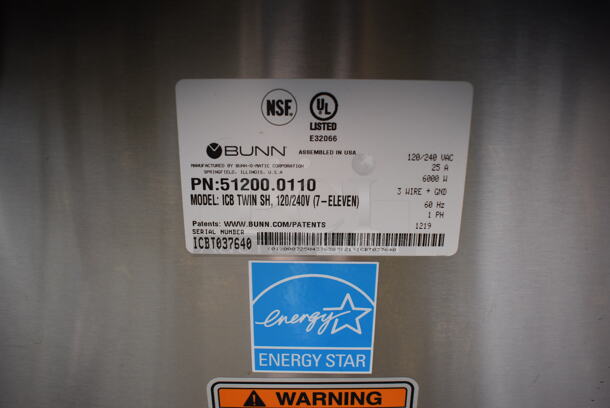 NSF
UL
LISTED
E32066
BUNN
ASSEMBLED IN USA
MANUFACTURED BY BUNN-O-MATIC CORPORATION
SPRINGFIELD, ILLINOIS, U.S.A
PN:51200.0110
MODEL: ICB TWIN SH, 120/240V (7-ELEVEN)
120/240 VAC
25 A
6000 W
3 WIRE + GND
60 Hz
1 PH
1219
Patents: WWW.BUNN.COM/PATENTS
SERIAL NUMBER
ICBT037640
energy
ENERGY STAR
WARNING